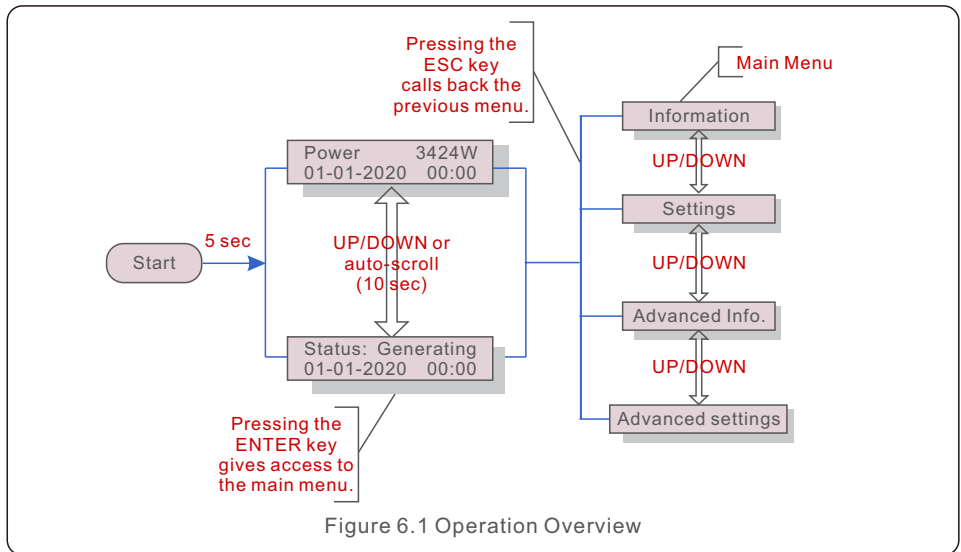 Pressing the
ESC key
calls back the
previous menu.
Main Menu
Information
Power 3424W
01-01-2020 00:00
UP/DOWN
Settings
5 sec
Start
UP/DOWN or
auto-scroll
(10 sec)
UP/DOWN
Advanced Info.
Status: Generating
01-01-2020 00:00
UP/DOWN
Advanced settings
Pressing the
ENTER key
gives access to
the main menu.
Figure 6.1 Operation Overview